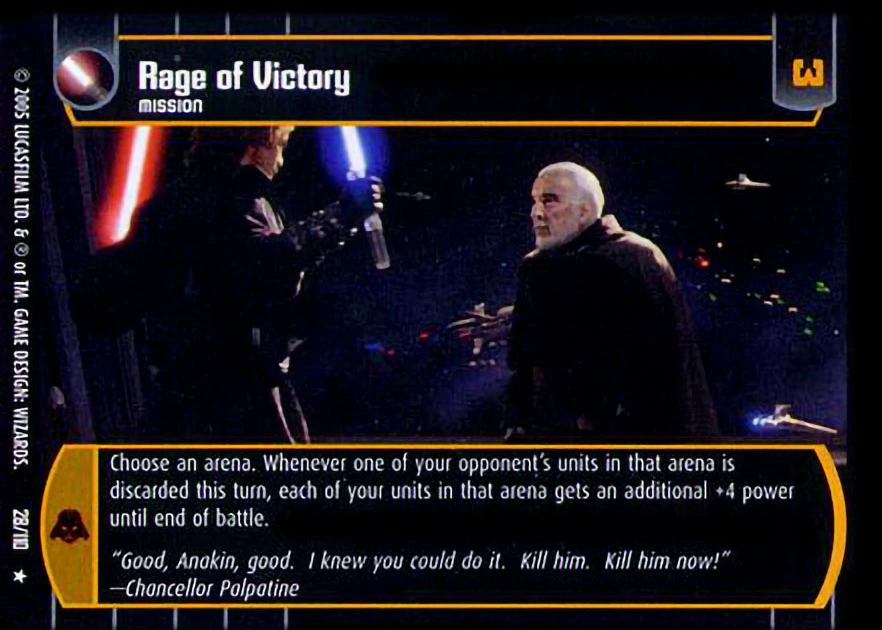 Rage of Victory
MISSION
3
Choose an arena. Whenever one of your opponent's units in that arena is
discarded this turn, each of your units in that arena gets an additional +4 power
until end of battle.
"Good, Anakin, good. I knew you could do it. Kill him. Kill him now!"
—Chancellor Palpatine
© 2005 LUCASFILM LTD. & ® or TM. GAME DESIGN: WIZARDS. 28/110 ★